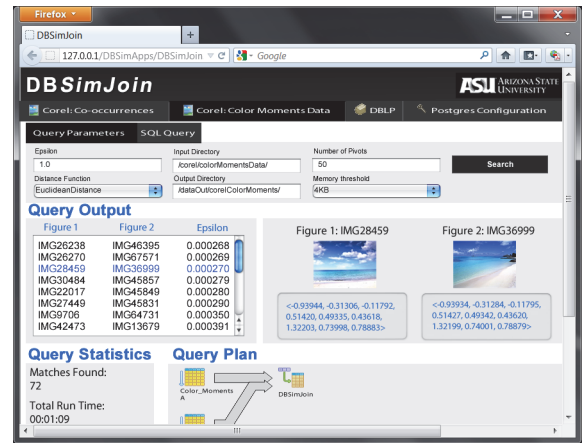 Firefox
DBSimJoin
127.0.0.1/DBSimApps/DBSimJoin
Google
DBSimJoin
ASU ARIZONA STATE UNIVERSITY
Corel: Co-occurrences
Corel: Color Moments Data
DBLP
Postgres Configuration
Query Parameters SQL Query
Epsilon Input Directory Number of Pivots
1.0 /corel/colorMomentsData/ 50 Search
Distance Function Output Directory Memory threshold
EuclideanDistance /dataOut/corelColorMoments/ 4KB
Query Output
Figure 1 Figure 2 Epsilon
IMG26238 IMG46395 0.000268
IMG26270 IMG67571 0.000269
IMG28459 IMG36999 0.000270
IMG30484 IMG45857 0.000279
IMG22017 IMG45849 0.000280
IMG27449 IMG45831 0.000290
IMG9706 IMG64731 0.000350
IMG42473 IMG13679 0.000391
Figure 1: IMG28459
<-0.93944, -0.31306, -0.11792,
0.51420, 0.49335, 0.43618,
1.32203, 0.73998, 0.78883>
Figure 2: IMG36999
<-0.93934, -0.31284, -0.11795,
0.51427, 0.49342, 0.43620,
1.32199, 0.74001, 0.78879>
Query Statistics
Matches Found:
72
Total Run Time:
00:01:09
Query Plan
Color_Moments
A
DBSimJoin